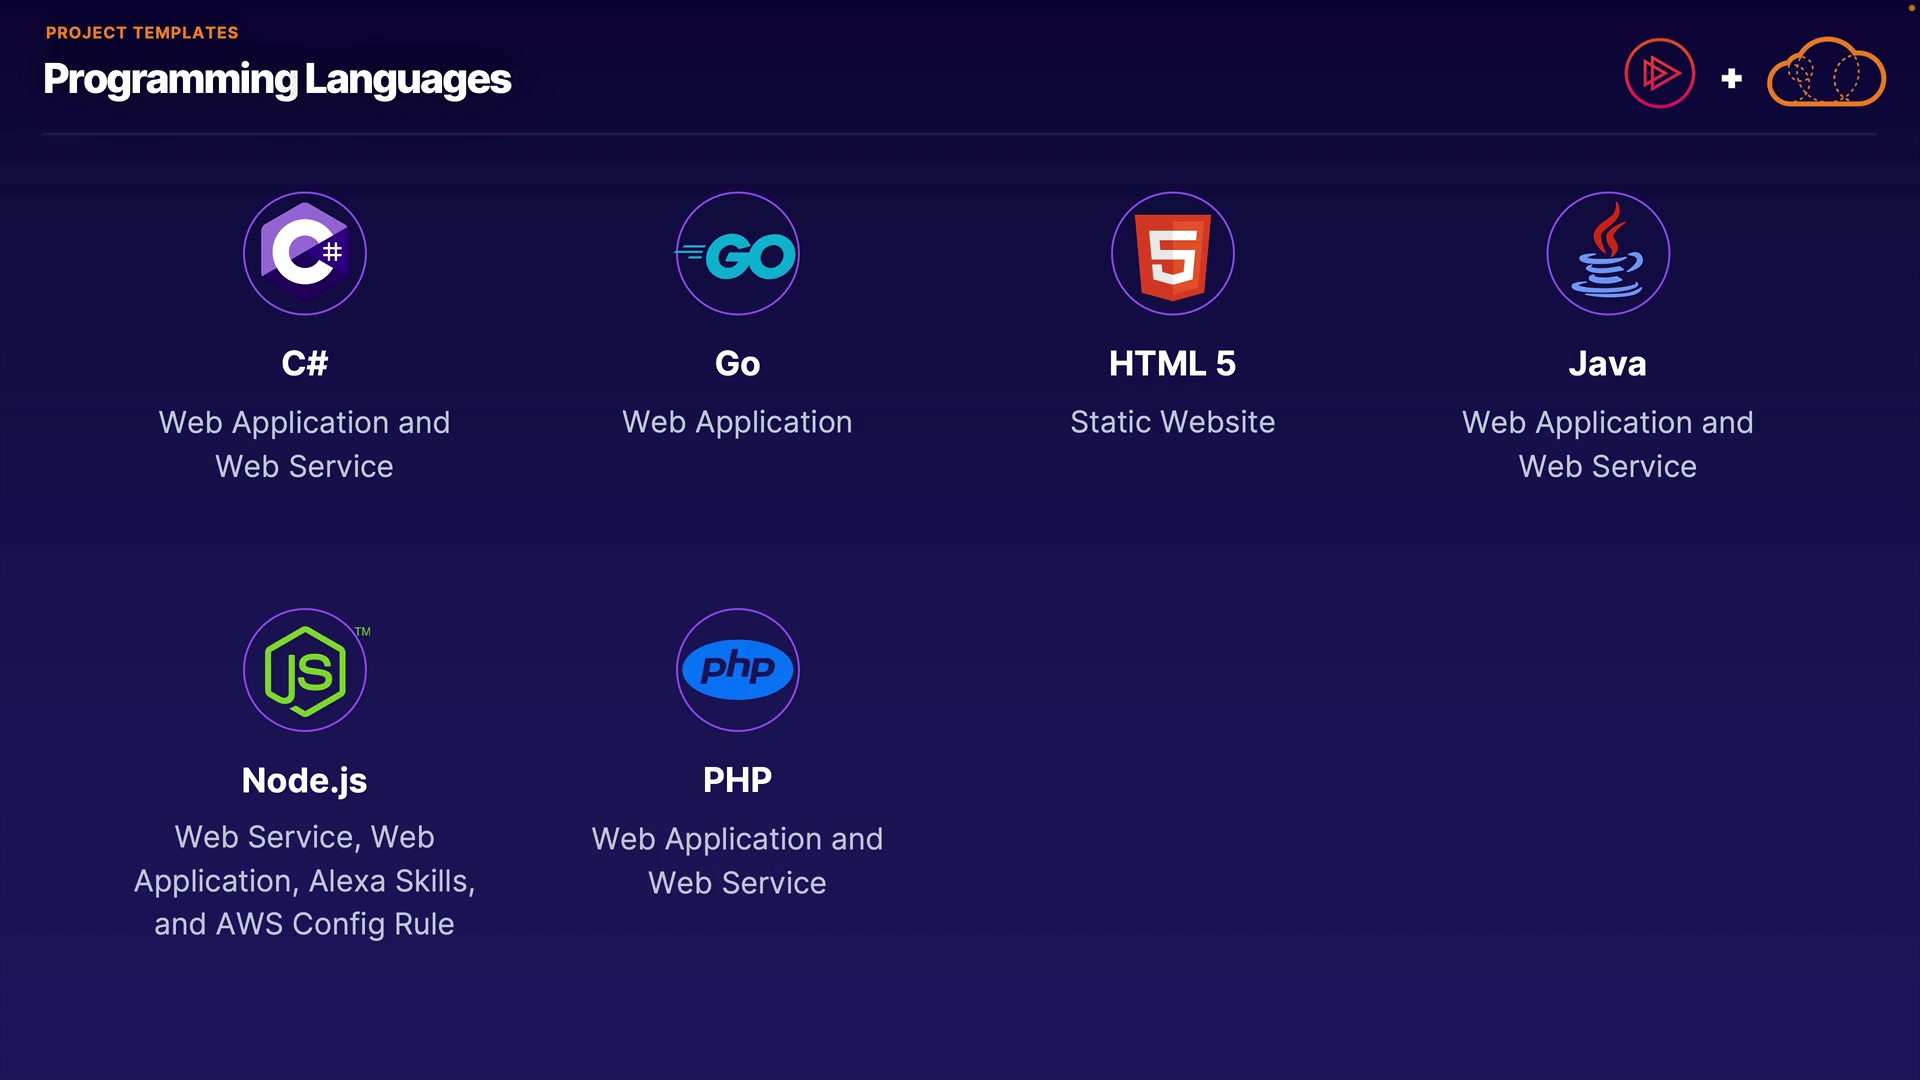 PROJECT TEMPLATES
Programming Languages
+
C#
GO
5
C#
Go
HTML 5
Java
Web Application and
Web Service
Web Application
Static Website
Web Application and
Web Service
JS
TM
php
Node.js
PHP
Web Service, Web
Application, Alexa Skills,
and AWS Config Rule
Web Application and
Web Service